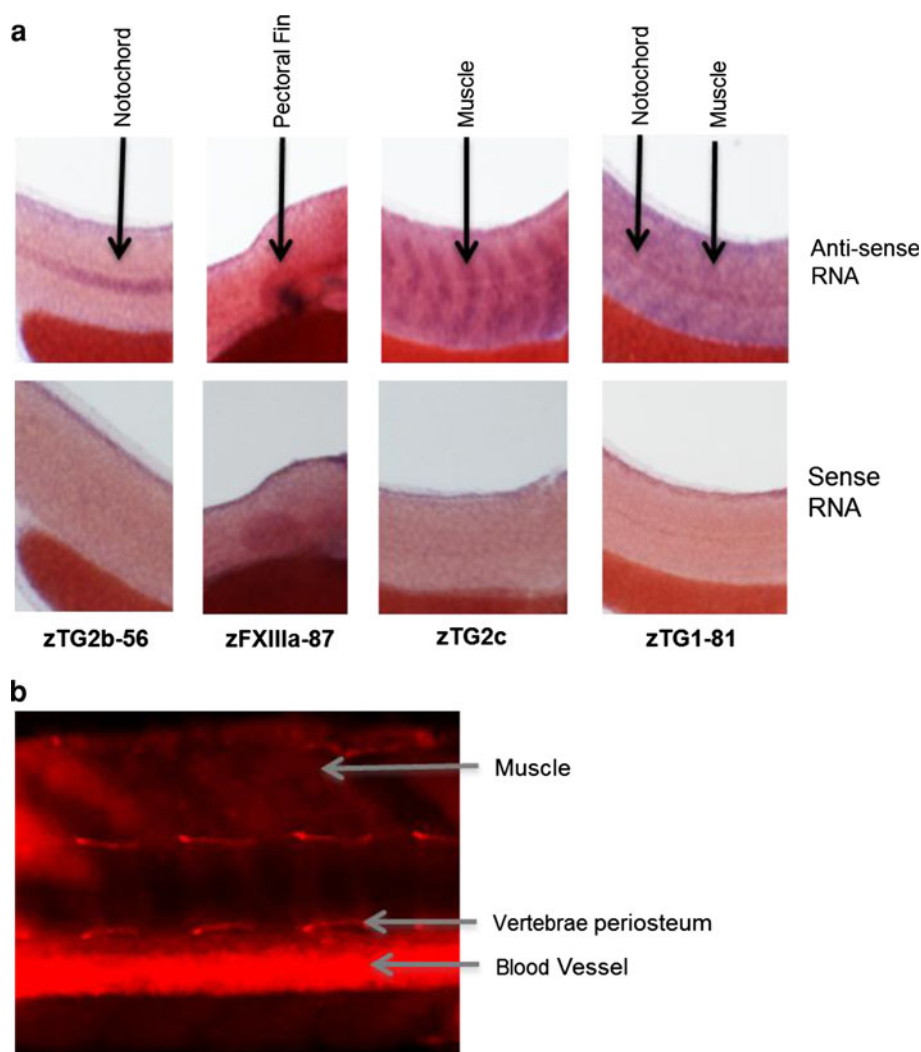 a
Notochord
Pectoral Fin
Muscle
Notochord
Muscle
Anti-sense
RNA
Sense
RNA
zTG2b-56
zFXIIIa-87
zTG2c
zTG1-81
b
Muscle
Vertebrae periosteum
Blood Vessel